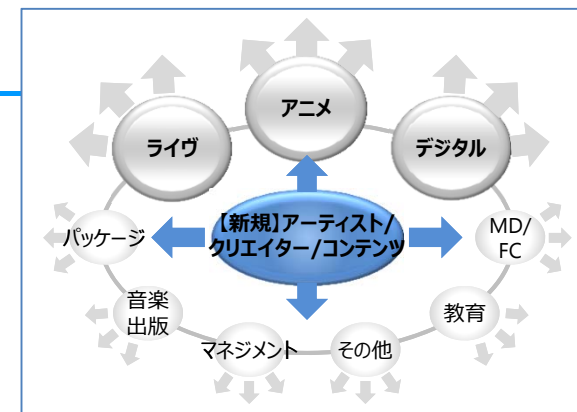 アニメ
ライヴ
デジタル
【新規】アーティスト/
クリエイター/コンテンツ
パッケージ
MD/
FC
音楽
出版
教育
マネジメント
その他